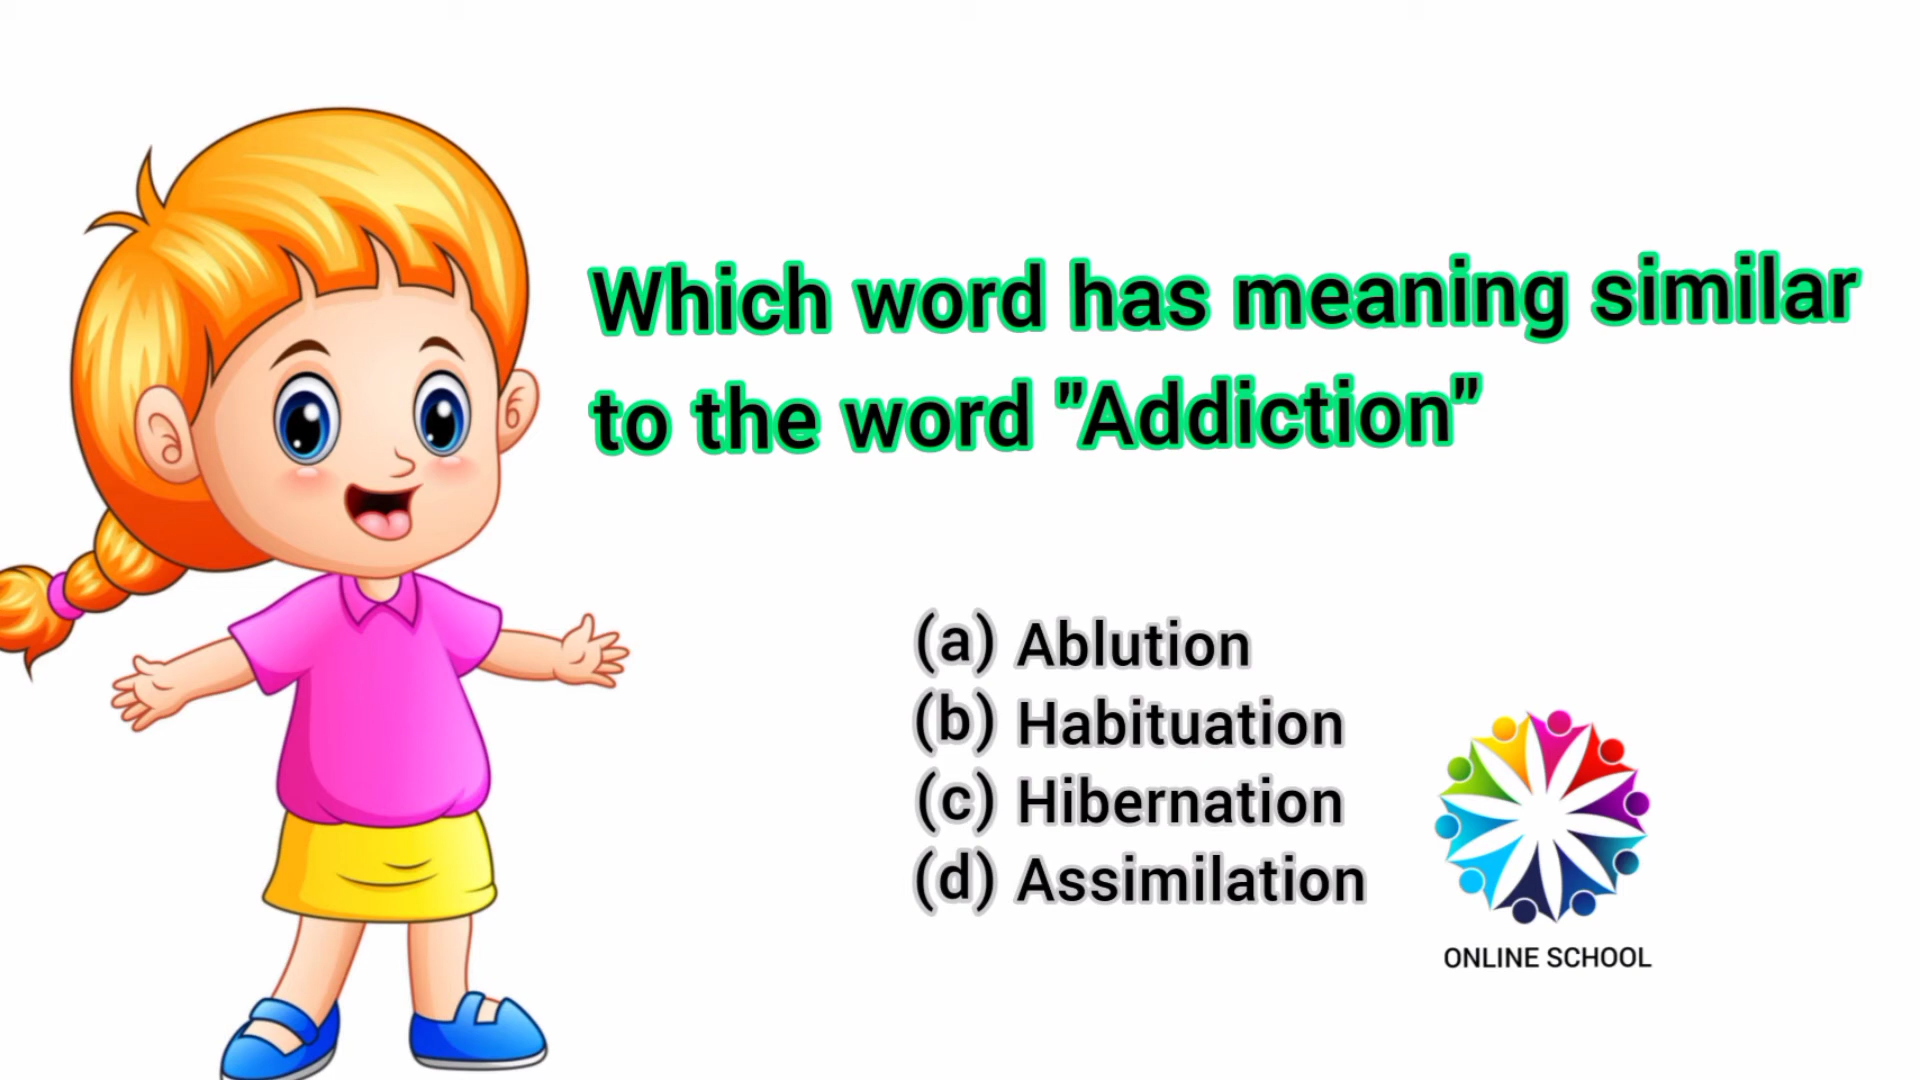 Which word has meaning similar
to the word "Addiction"
(a) Ablution
(b) Habituation
(c) Hibernation
(d) Assimilation
ONLINE SCHOOL